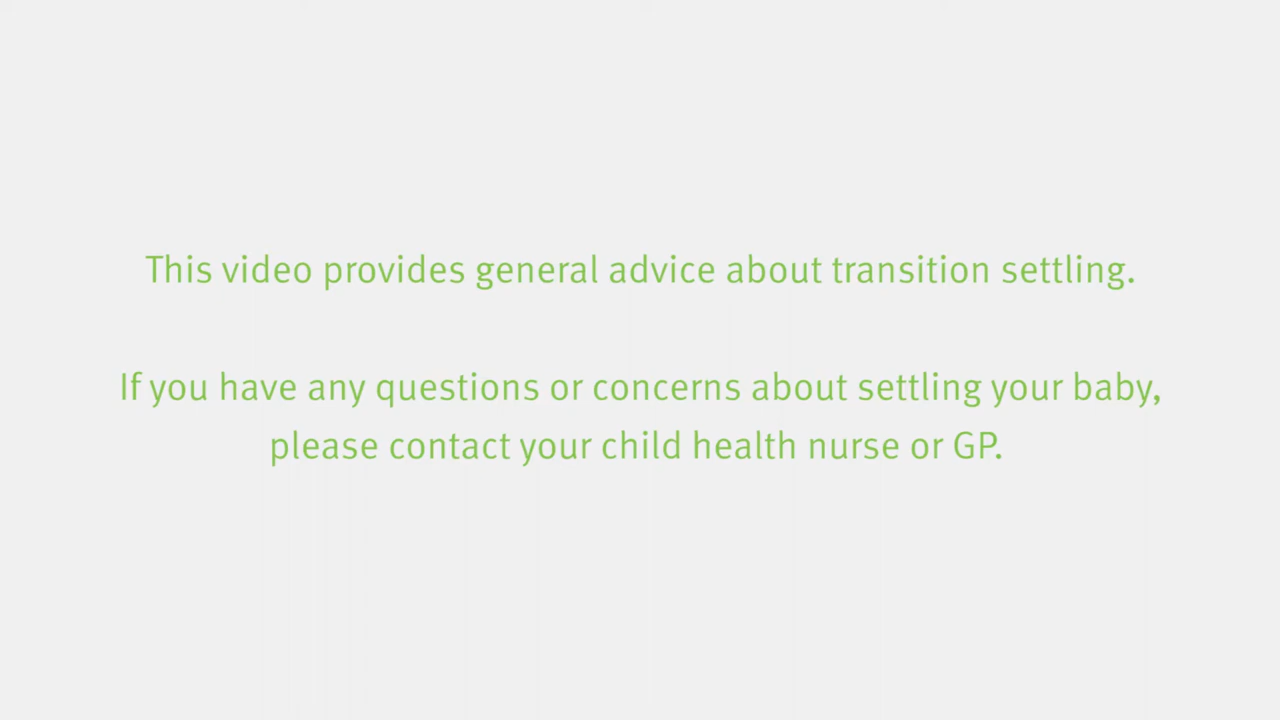 This video provides general advice about transition settling.
If you have any questions or concerns about settling your baby,
please contact your child health nurse or GP.